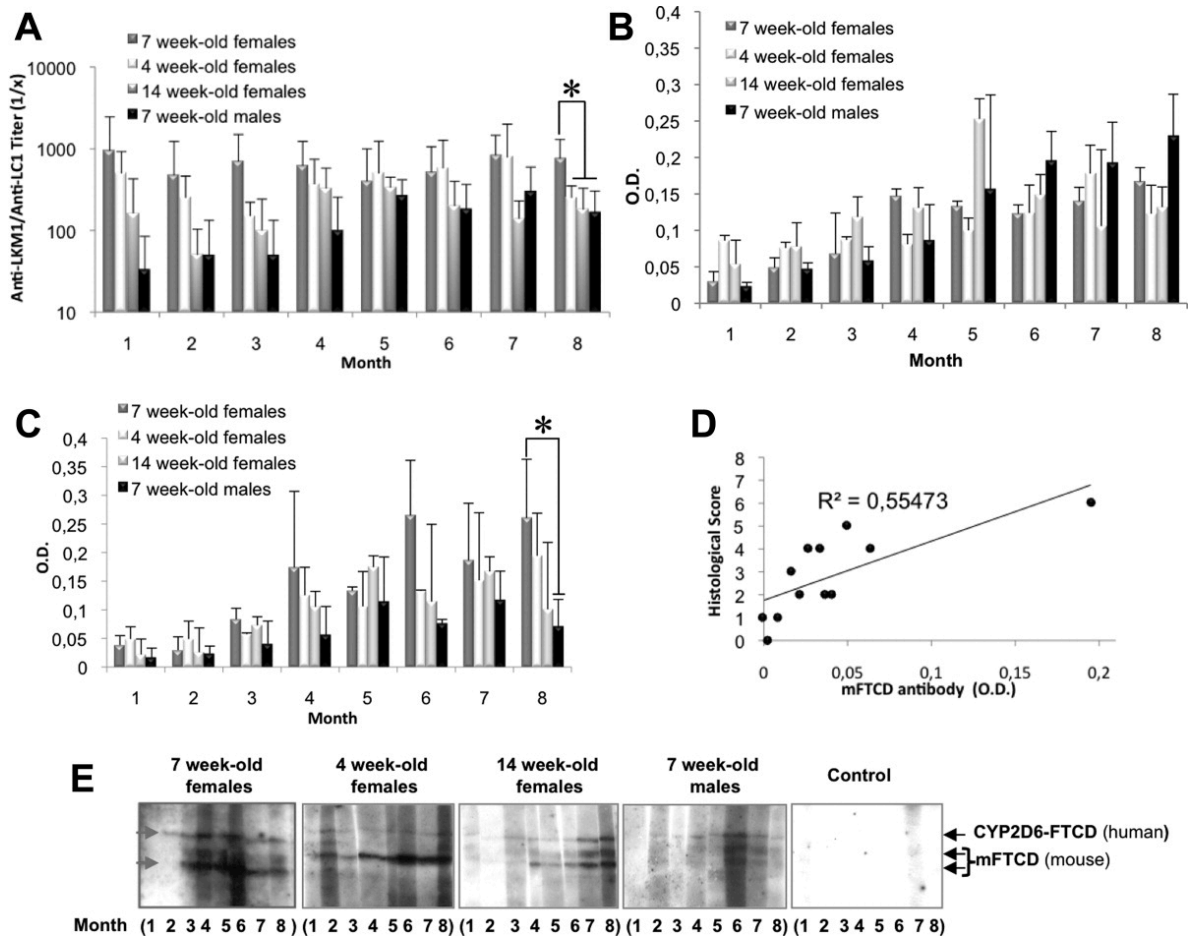 A
7 week-old females
4 week-old females
14 week-old females
7 week-old males
Anti-LKM1/Anti-LC1 Titer (1/x)
10000
1000
100
10
*
1 2 3 4 5 6 7 8
Month
B
7 week-old females
4 week-old females
14 week-old females
7 week-old males
O.D.
0,4
0,35
0,3
0,25
0,2
0,15
0,1
0,05
0
1 2 3 4 5 6 7 8
Month
C
7 week-old females
4 week-old females
14 week-old females
7 week-old males
O.D.
0,4
0,35
0,3
0,25
0,2
0,15
0,1
0,05
0
*
1 2 3 4 5 6 7 8
Month
D
Histological Score
8
7
6
5
4
3
2
1
0
R² = 0,55473
0 0,05 0,1 0,15 0,2
mFTCD antibody (O.D.)
E
7 week-old
females
4 week-old
females
14 week-old
females
7 week-old
males
Control
CYP2D6-FTCD (human)
mFTCD (mouse)
Month (1 2 3 4 5 6 7 8) (1 2 3 4 5 6 7 8) (1 2 3 4 5 6 7 8) (1 2 3 4 5 6 7 8) (1 2 3 4 5 6 7 8)